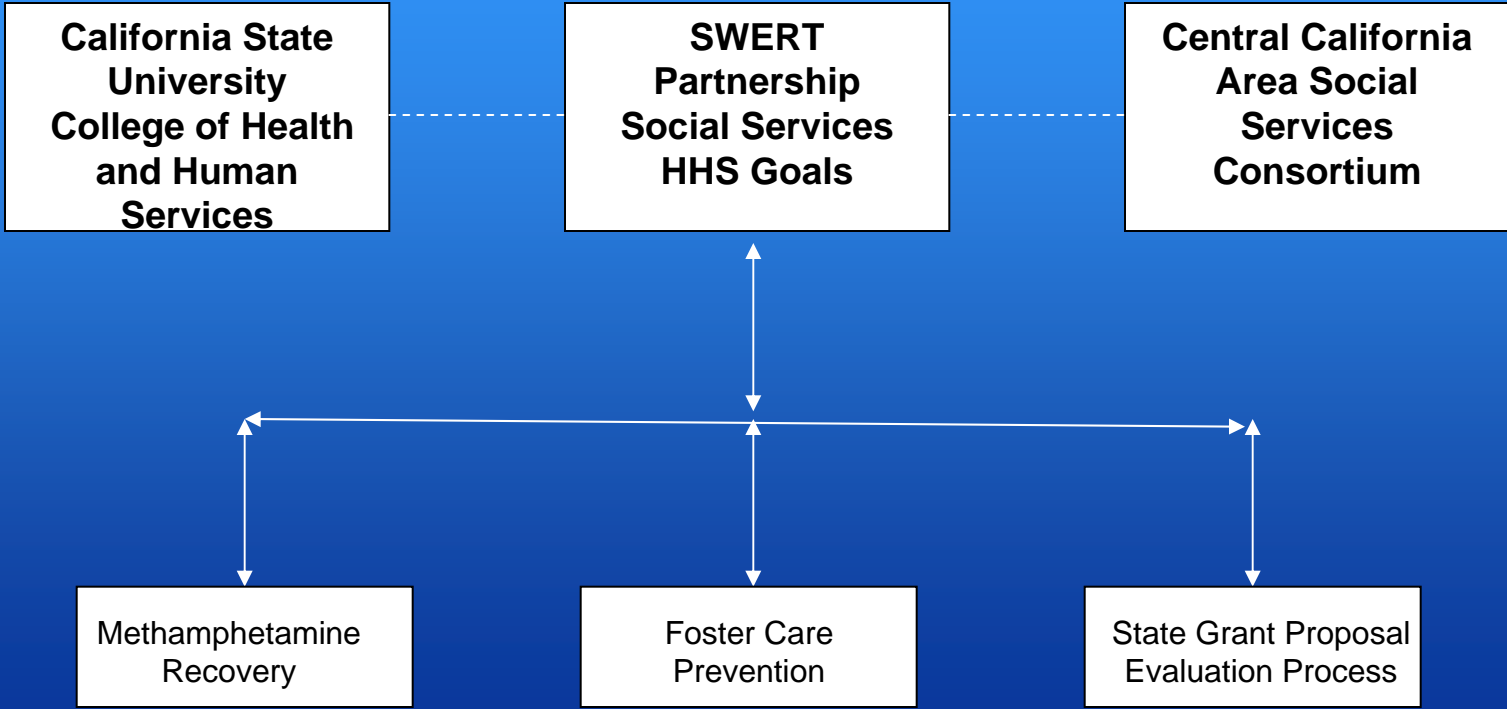 California State
University
College of Health
and Human
Services
SWERT
Partnership
Social Services
HHS Goals
Central California
Area Social
Services
Consortium
Methamphetamine
Recovery
Foster Care
Prevention
State Grant Proposal
Evaluation Process